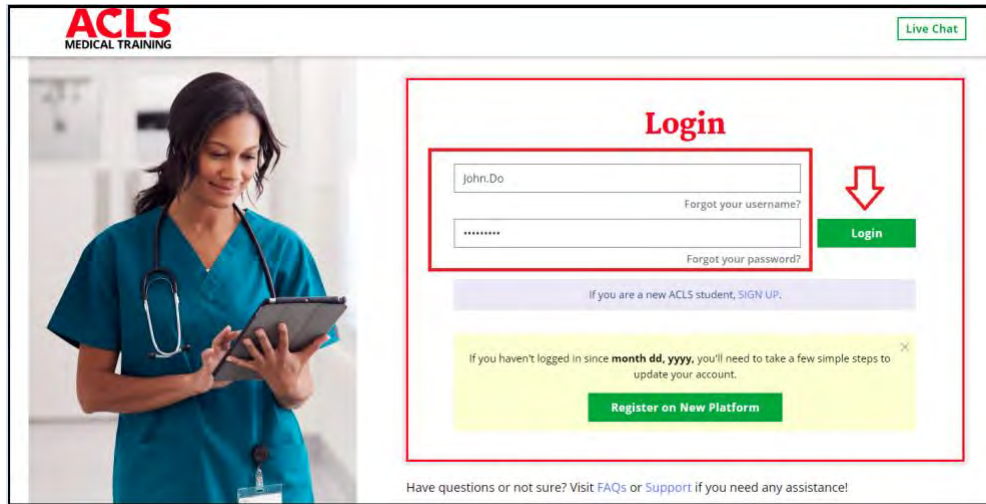 ACLS
MEDICAL TRAINING
Live Chat
Login
John.Do
Forgot your username?
•••••••••
Login
Forgot your password?
If you are a new ACLS student, SIGN UP.
If you haven't logged in since month dd, yyyy, you'll need to take a few simple steps to
update your account.
Register on New Platform
Have questions or not sure? Visit FAQs or Support if you need any assistance!